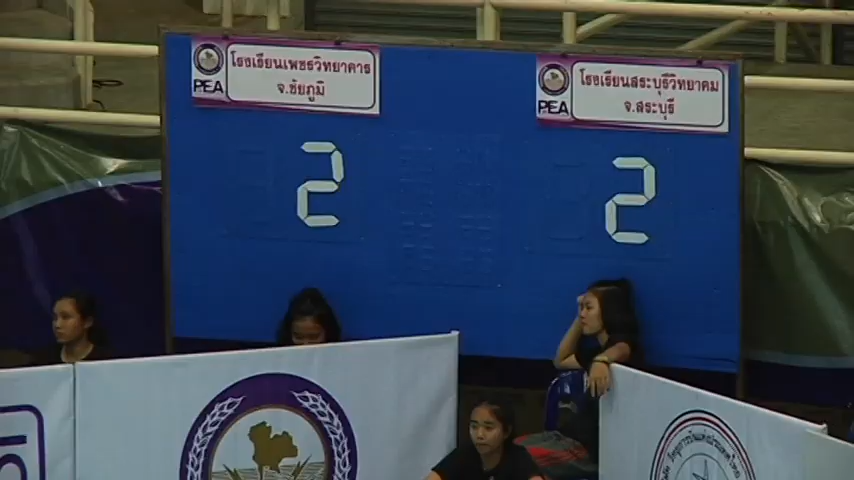 โรงเรียนเพชรวิทยาคาร
จ.ชัยภูมิ
PEA
โรงเรียนสระบุรีวิทยาคม
จ.สระบุรี
PEA
2
2